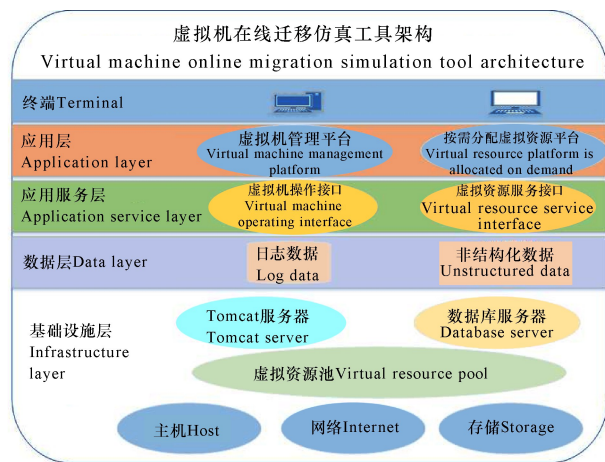 虚拟机在线迁移仿真工具架构
Virtual machine online migration simulation tool architecture
终端Terminal
应用层
Application layer
虚拟机管理平台
Virtual machine management
platform
按需分配虚拟资源平台
Virtual resource platform is
allocated on demand
应用服务层
Application service layer
虚拟机操作接口
Virtual machine
operating interface
虚拟资源服务接口
Virtual resource service
interface
数据层Data layer
日志数据
Log data
非结构化数据
Unstructured data
基础设施层
Infrastructure
layer
Tomcat服务器
Tomcat server
数据库服务器
Database server
虚拟资源池Virtual resource pool
主机Host
网络Internet
存储Storage